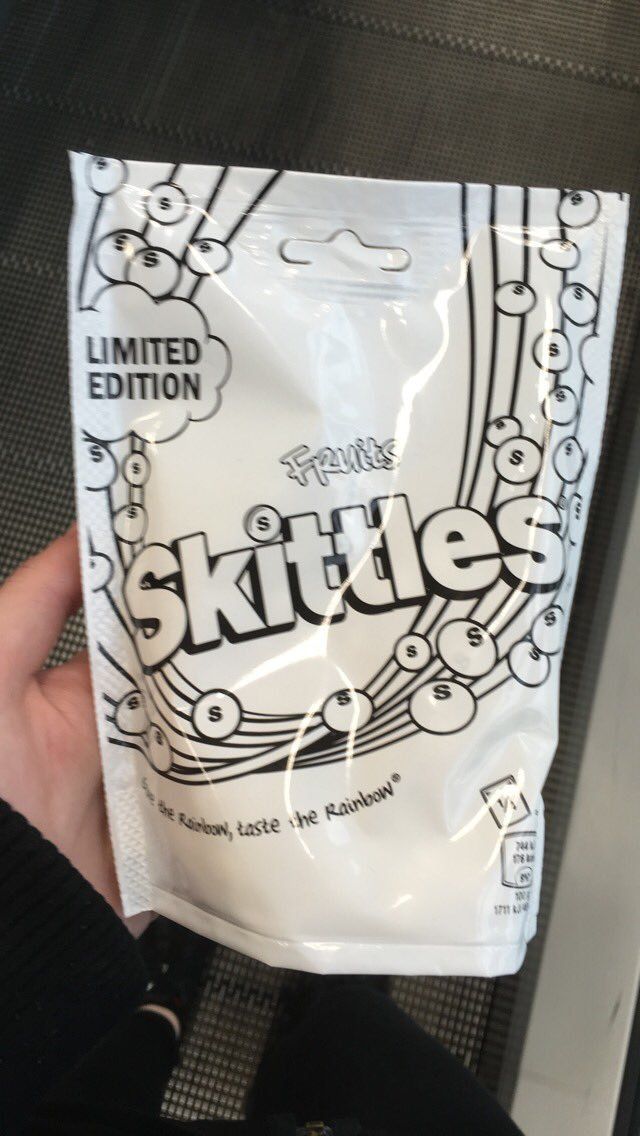 LIMITED
EDITION
Fruits
Skittles
the Rainbow, taste the Rainbow®